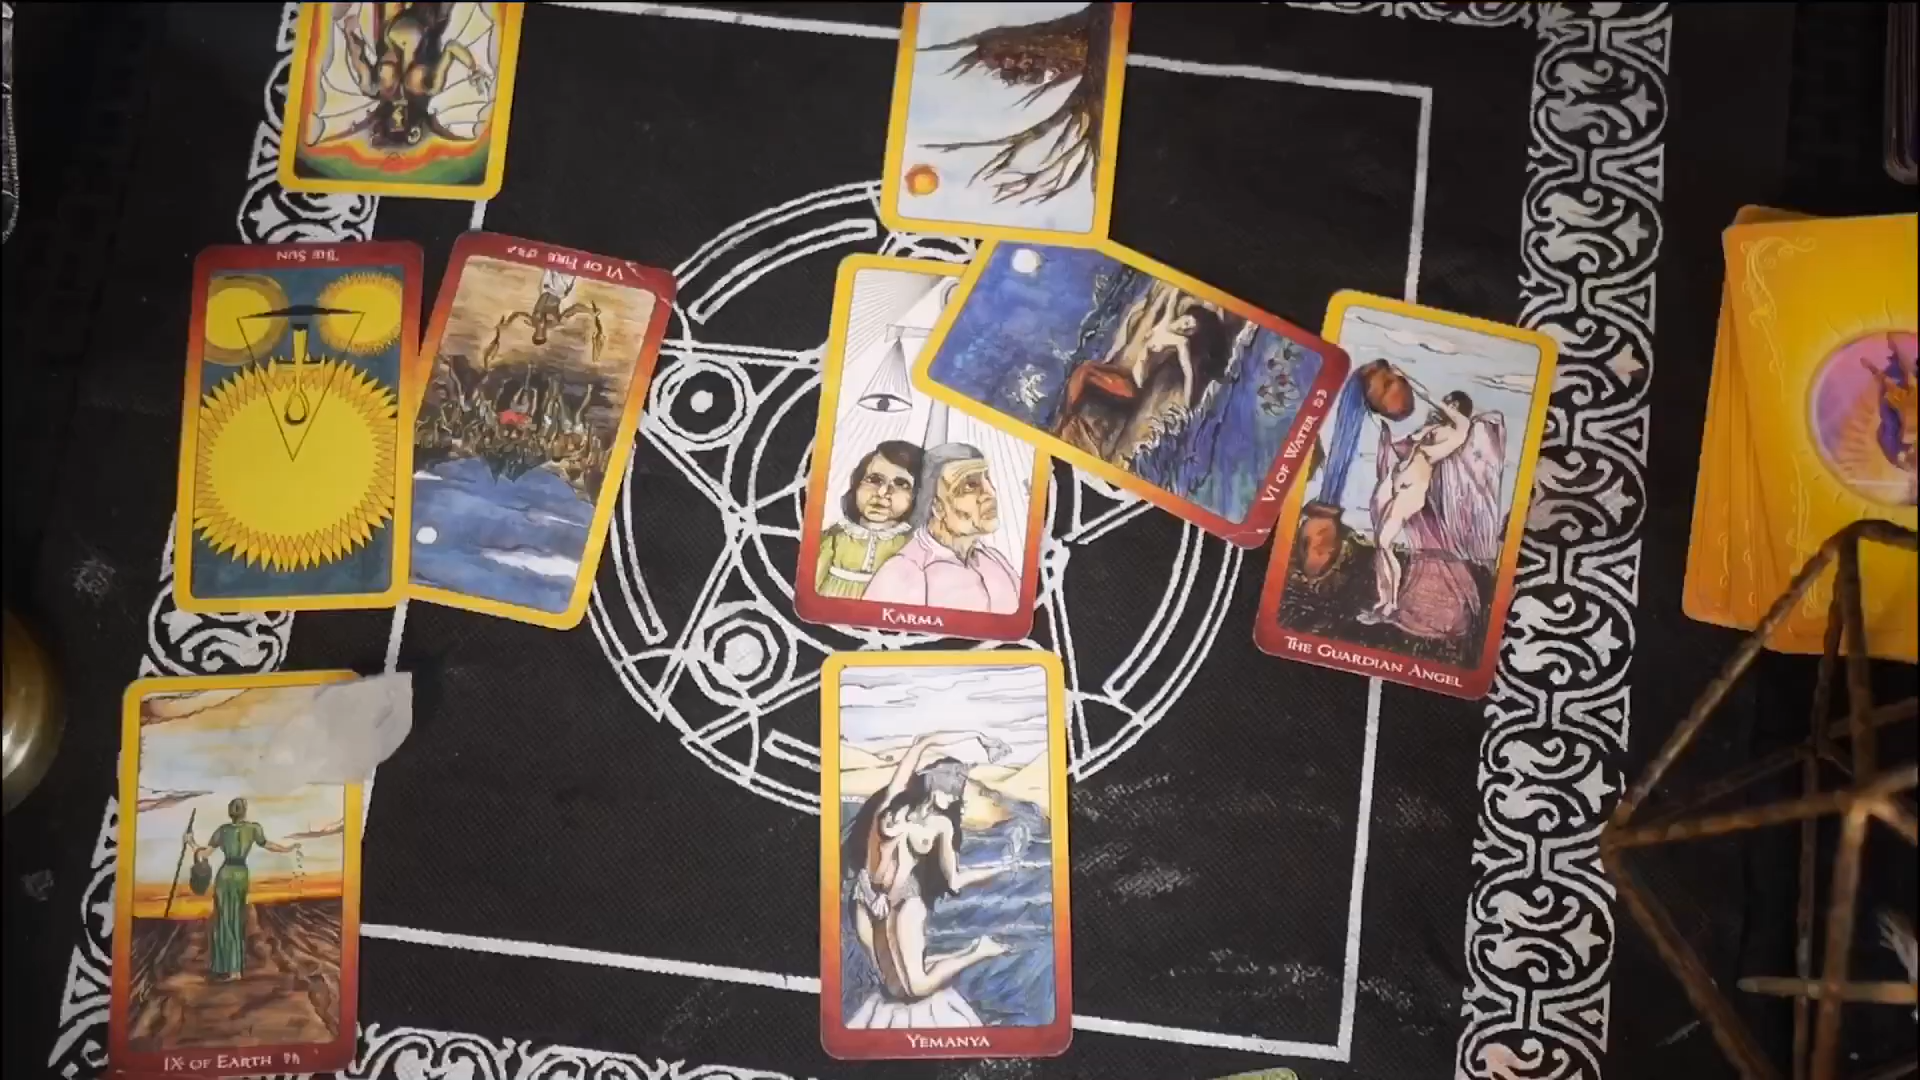 The Sun
VI of Fire
Karma
VI of Water
The Guardian Angel
IX of Earth
Yemanya